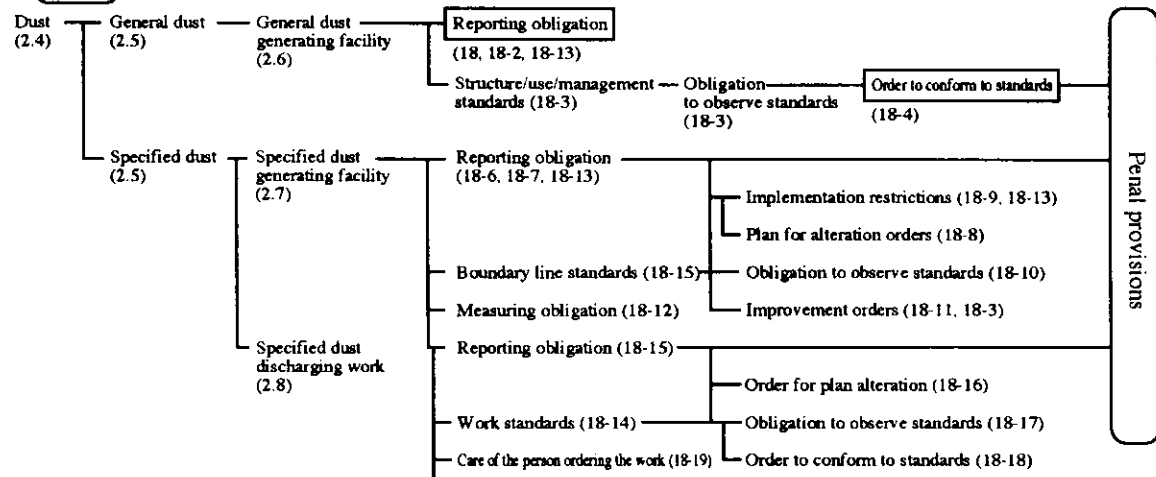 Dust
(2.4)
General dust
(2.5)
General dust
generating facility
(2.6)
Reporting obligation
(18, 18-2, 18-13)
Structure/use/management
standards (18-3)
Obligation
to observe standards
(18-3)
Order to conform to standards
(18-4)
Specified dust
(2.5)
Specified dust
generating facility
(2.7)
Reporting obligation
(18-6, 18-7, 18-13)
Implementation restrictions (18-9, 18-13)
Plan for alteration orders (18-8)
Boundary line standards (18-15)
Obligation to observe standards (18-10)
Measuring obligation (18-12)
Improvement orders (18-11, 18-3)
Specified dust
discharging work
(2.8)
Reporting obligation (18-15)
Order for plan alteration (18-16)
Work standards (18-14)
Obligation to observe standards (18-17)
Care of the person ordering the work (18-19)
Order to conform to standards (18-18)
Penal provisions